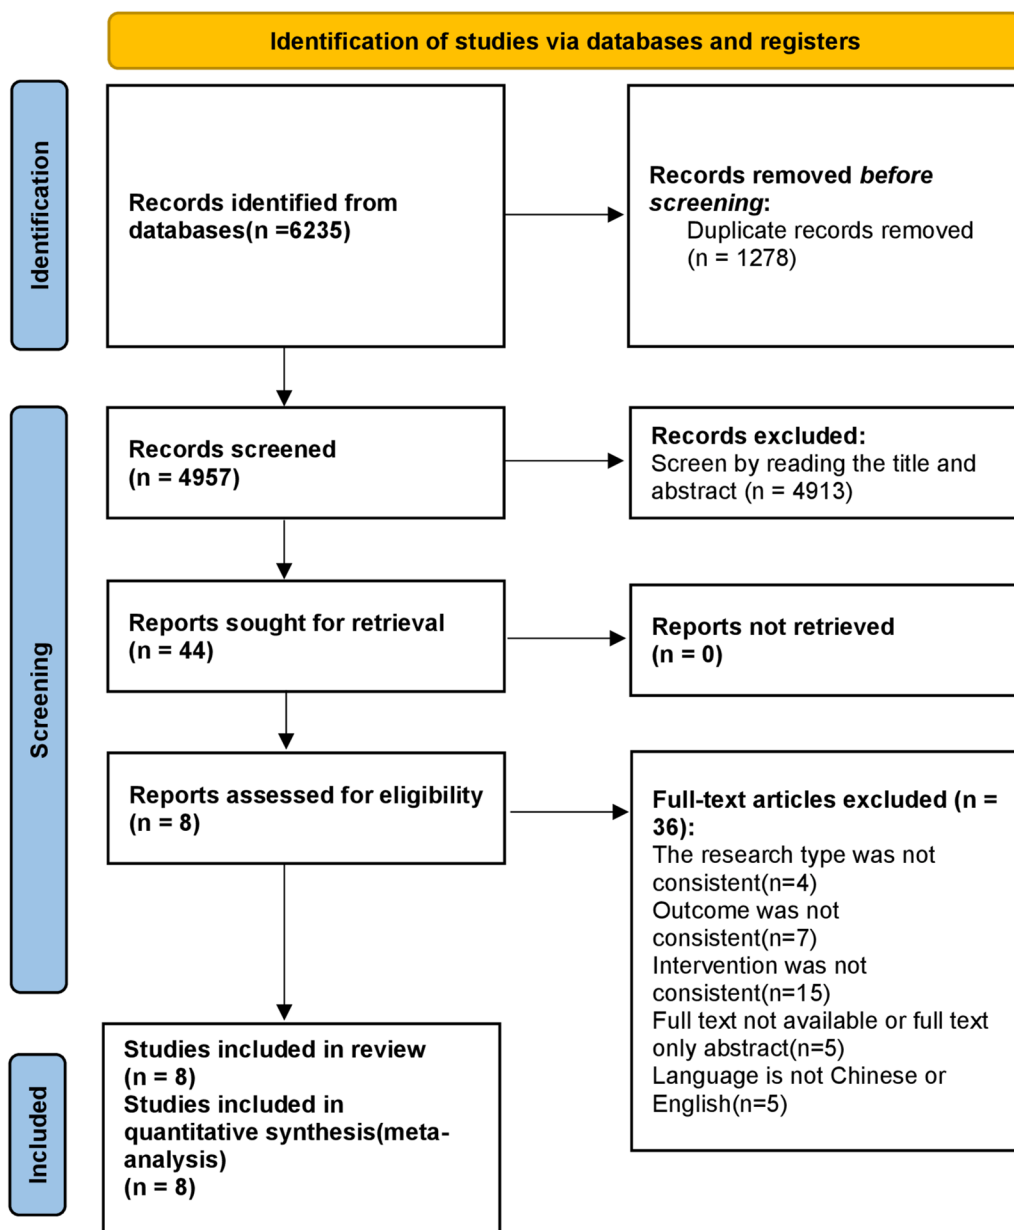 Identification of studies via databases and registers
Identification
Records identified from
databases(n =6235)
Records removed before
screening:
Duplicate records removed
(n = 1278)
Screening
Records screened
(n = 4957)
Records excluded:
Screen by reading the title and
abstract (n = 4913)
Reports sought for retrieval
(n = 44)
Reports not retrieved
(n = 0)
Reports assessed for eligibility
(n = 8)
Full-text articles excluded (n =
36):
The research type was not
consistent(n=4)
Outcome was not
consistent(n=7)
Intervention was not
consistent(n=15)
Full text not available or full text
only abstract(n=5)
Language is not Chinese or
English(n=5)
Included
Studies included in review
(n = 8)
Studies included in
quantitative synthesis(meta-
analysis)
(n = 8)